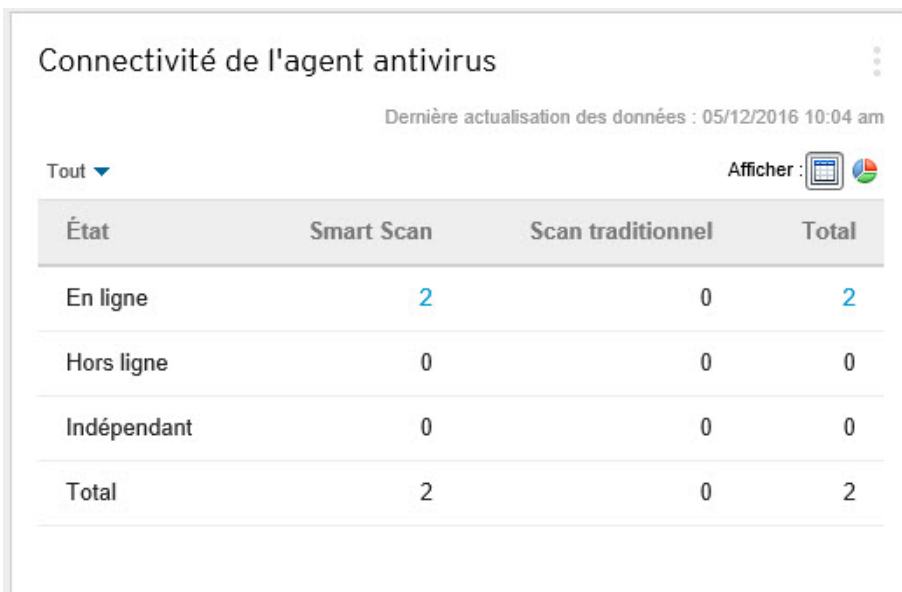 Connectivité de l'agent antivirus
Dernière actualisation des données : 05/12/2016 10:04 am
Tout Afficher :
État Smart Scan Scan traditionnel Total
En ligne 2 0 2
Hors ligne 0 0 0
Indépendant 0 0 0
Total 2 0 2